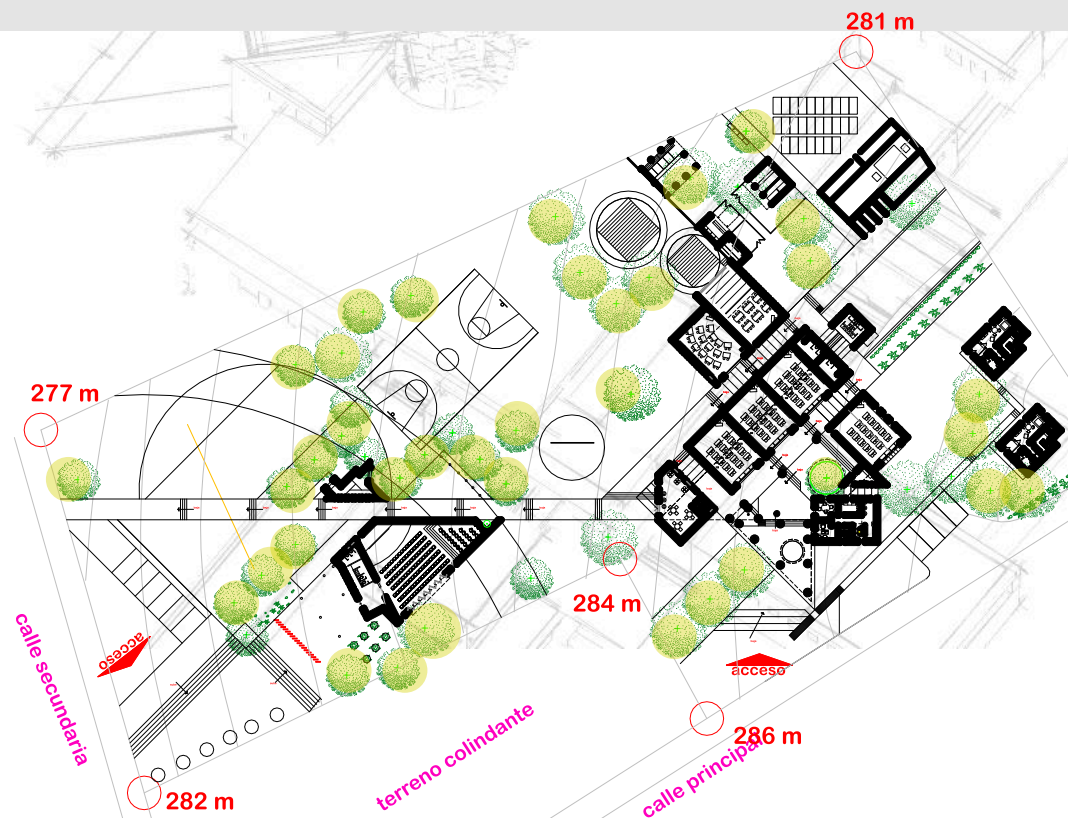 281 m
277 m
284 m
acceso
acceso
286 m
calle secundaria
terreno colindante
calle principal
282 m